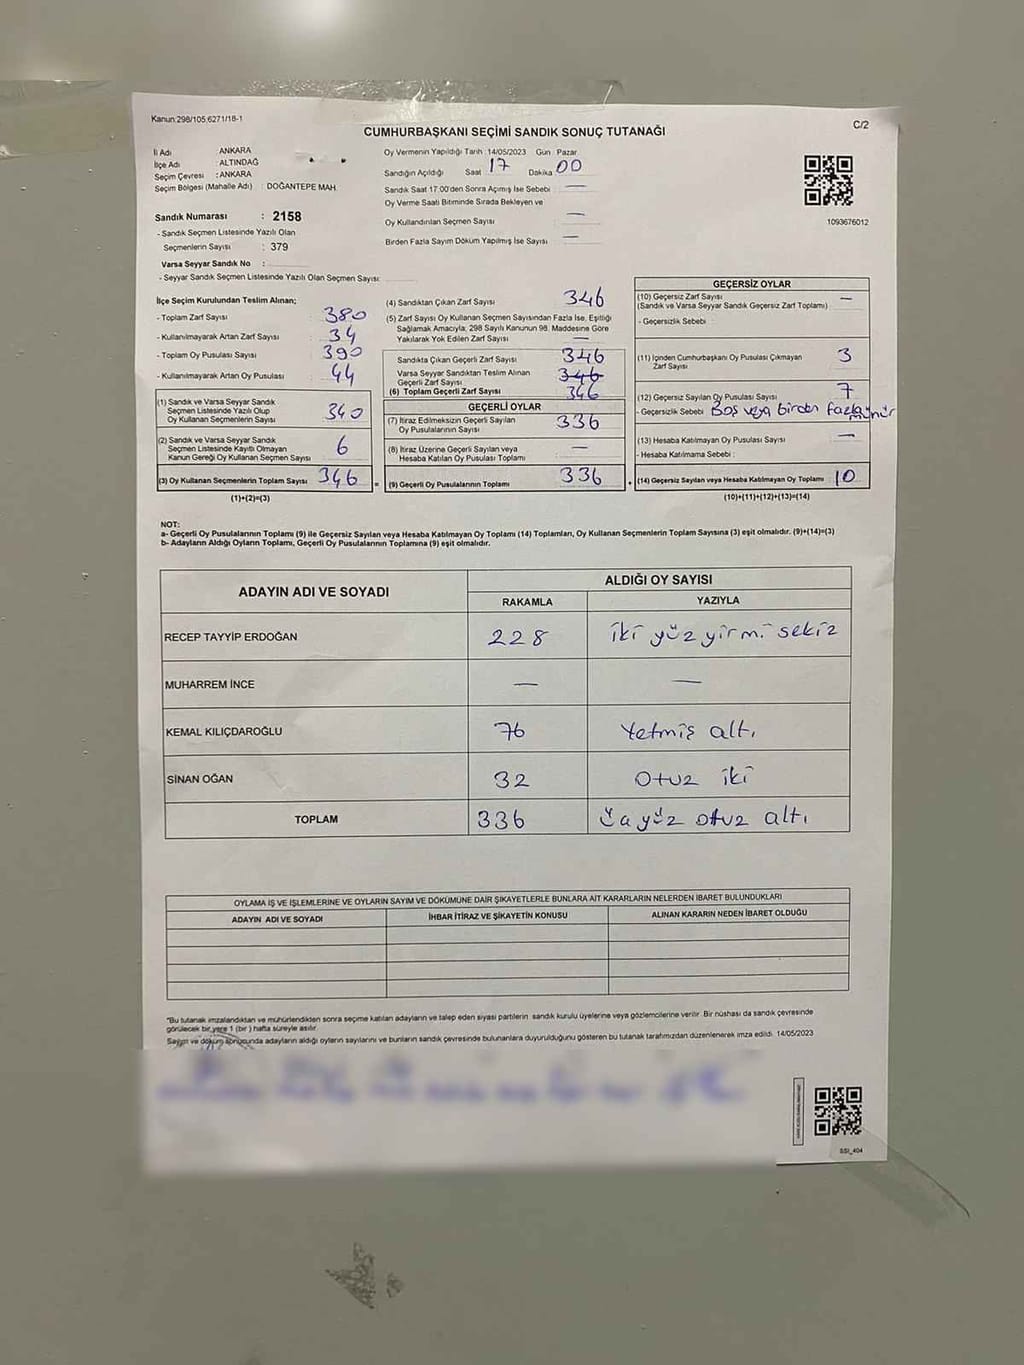 Kanun:298/105;6271/18-1
C/2
CUMHURBAŞKANI SEÇİMİ SANDIK SONUÇ TUTANAĞI
İl Adı : ANKARA
İlçe Adı : ALTINDAĞ
Seçim Çevresi : ANKARA
Seçim Bölgesi (Mahalle Adı) : DOĞANTEPE MAH.
Sandık Numarası : 2158
- Sandık Seçmen Listesinde Yazılı Olan
Seçmenlerin Sayısı : 379
Varsa Seyyar Sandık No :
- Seyyar Sandık Seçmen Listesinde Yazılı Olan Seçmen Sayısı:
Oy Vermenin Yapıldığı Tarih :14/05/2023 Gün : Pazar
Sandığın Açıldığı Saat 17 Dakika 00
Sandık Saat 17:00'den Sonra Açımış İse Sebebi —
Oy Verme Saati Bitiminde Sırada Bekleyen ve
Oy Kullandırılan Seçmen Sayısı —
Birden Fazla Sayım Döküm Yapılmış İse Sayısı —
1093676012
İlçe Seçim Kurulundan Teslim Alınan;
- Toplam Zarf Sayısı : 380
- Kullanılmayarak Artan Zarf Sayısı : 34
- Toplam Oy Pusulası Sayısı : 390
- Kullanılmayarak Artan Oy Pusulası : 44
(1) Sandık ve Varsa Seyyar Sandık
Seçmen Listesinde Yazılı Olup
Oy Kullanan Seçmenlerin Sayısı 340
(2) Sandık ve Varsa Seyyar Sandık
Seçmen Listesinde Kayıtlı Olmayan
Kanun Gereği Oy Kullanan Seçmen Sayısı 6
(3) Oy Kullanan Seçmenlerin Toplam Sayısı 346
(1)+(2)=(3)
=
(4) Sandıktan Çıkan Zarf Sayısı 346
(5) Zarf Sayısı Oy Kullanan Seçmen Sayısından Fazla İse, Eşitliği
Sağlamak Amacıyla; 298 Sayılı Kanunun 98. Maddesine Göre
Yakılarak Yok Edilen Zarf Sayısı —
Sandıkta Çıkan Geçerli Zarf Sayısı 346
Varsa Seyyar Sandıktan Teslim Alınan
Geçerli Zarf Sayısı 346
(6) Toplam Geçerli Zarf Sayısı 346
GEÇERLİ OYLAR
(7) İtiraz Edilmeksizin Geçerli Sayılan
Oy Pusulalarının Sayısı 336
(8) İtiraz Üzerine Geçerli Sayılan veya
Hesaba Katılan Oy Pusulası Toplamı —
(9) Geçerli Oy Pusulalarının Toplamı 336
+
GEÇERSİZ OYLAR
(10) Geçersiz Zarf Sayısı —
(Sandık ve Varsa Seyyar Sandık Geçersiz Zarf Toplamı)
- Geçersizlik Sebebi :
(11) İçinden Cumhurbaşkanı Oy Pusulası Çıkmayan
Zarf Sayısı 3
(12) Geçersiz Sayılan Oy Pusulası Sayısı 7
- Geçersizlik Sebebi : Boş veya birden fazla mühür
(13) Hesaba Katılmayan Oy Pusulası Sayısı —
- Hesaba Katılmama Sebebi :
(14) Geçersiz Sayılan veya Hesaba Katılmayan Oy Toplamı 10
(10)+(11)+(12)+(13)=(14)
NOT:
a- Geçerli Oy Pusulalarının Toplamı (9) ile Geçersiz Sayılan veya Hesaba Katılmayan Oy Toplamı (14) Toplamları, Oy Kullanan Seçmenlerin Toplam Sayısına (3) eşit olmalıdır. (9)+(14)=(3)
b- Adayların Aldığı Oyların Toplamı, Geçerli Oy Pusulalarının Toplamına (9) eşit olmalıdır.
ADAYIN ADI VE SOYADI
ALDIĞI OY SAYISI
RAKAMLA YAZIYLA
RECEP TAYYİP ERDOĞAN 228 iki yüz yirmi sekiz
MUHARREM İNCE — —
KEMAL KILIÇDAROĞLU 76 Yetmiş altı
SİNAN OĞAN 32 Otuz iki
TOPLAM 336 Üç yüz otuz altı
OYLAMA İŞ VE İŞLEMLERİNE VE OYLARIN SAYIM VE DÖKÜMÜNE DAİR ŞİKAYETLERLE BUNLARA AİT KARARLARIN NELERDEN İBARET BULUNDUKLARI
ADAYIN ADI VE SOYADI İHBAR İTİRAZ VE ŞİKAYETİN KONUSU ALINAN KARARIN NEDEN İBARET OLDUĞU
*Bu tutanak imzalandıktan ve mühürlendikten sonra seçime katılan adayların ve talep eden siyasi partilerin sandık kurulu üyelerine veya gözlemcilerine verilir. Bir nüshası da sandık çevresinde
görülecek bir yere 1 (bir) hafta süreyle asılır.
Sayım ve döküm sonucunda adayların aldığı oyların sayılarını ve bunların sandık çevresinde bulunanlara duyurulduğunu gösteren bu tutanak tarafımızdan düzenlenerek imza edildi. 14/05/2023
SSI_404